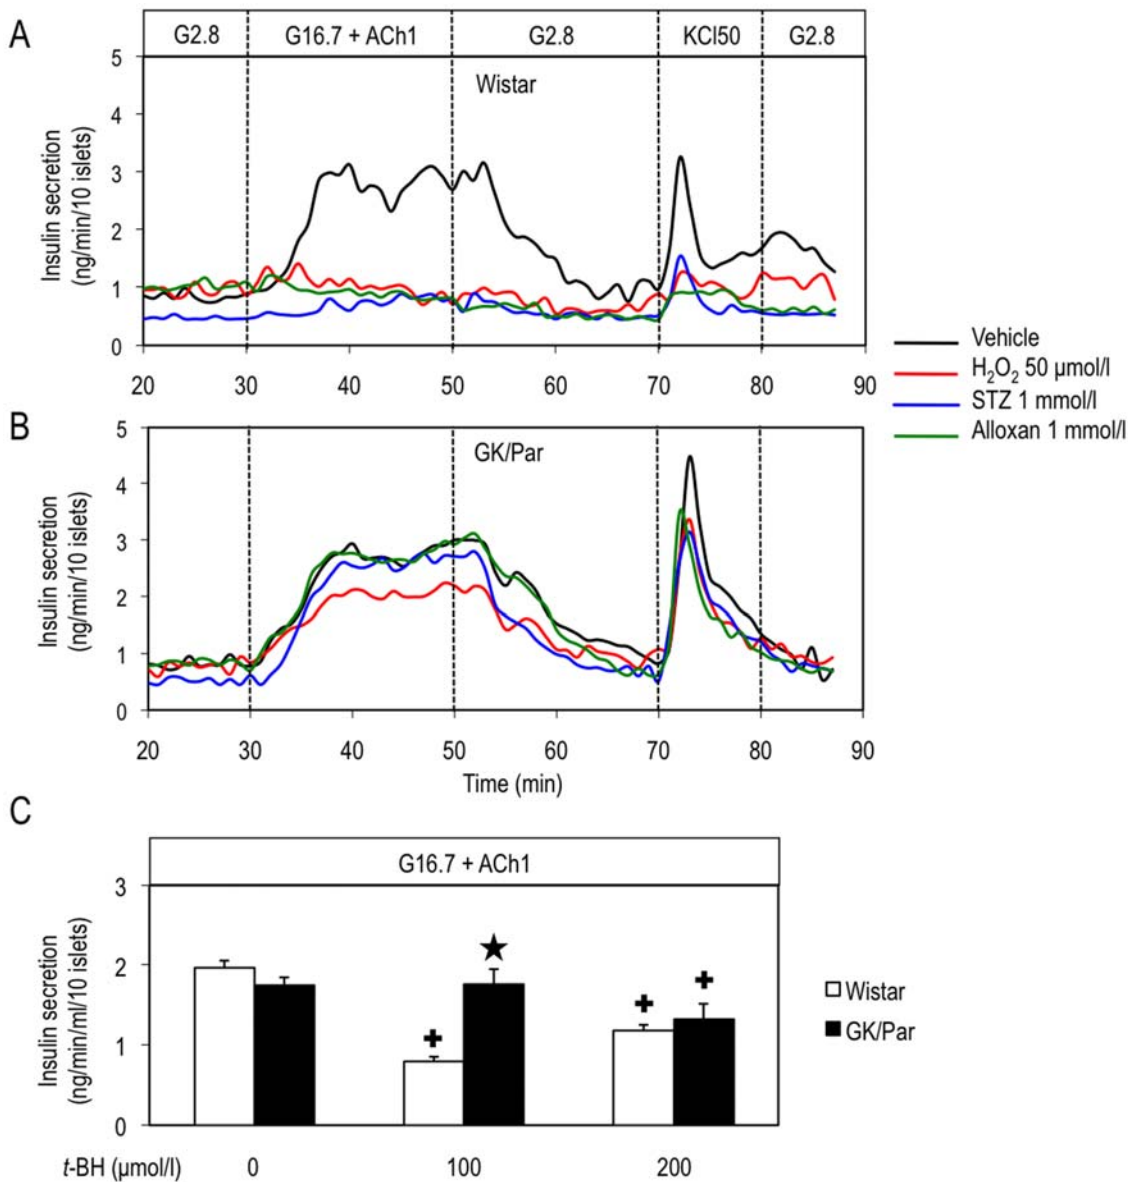 A
G2.8 G16.7 + ACh1 G2.8 KCl50 G2.8
Wistar
Insulin secretion
(ng/min/10 islets)
5
4
3
2
1
0
20 30 40 50 60 70 80 90
Vehicle
H₂O₂ 50 µmol/l
STZ 1 mmol/l
Alloxan 1 mmol/l
B
GK/Par
Insulin secretion
(ng/min/10 islets)
5
4
3
2
1
0
20 30 40 50 60 70 80 90
Time (min)
C
G16.7 + ACh1
Insulin secretion
(ng/min/ml/10 islets)
3
2
1
0
Wistar
GK/Par
t-BH (µmol/l) 0 100 200